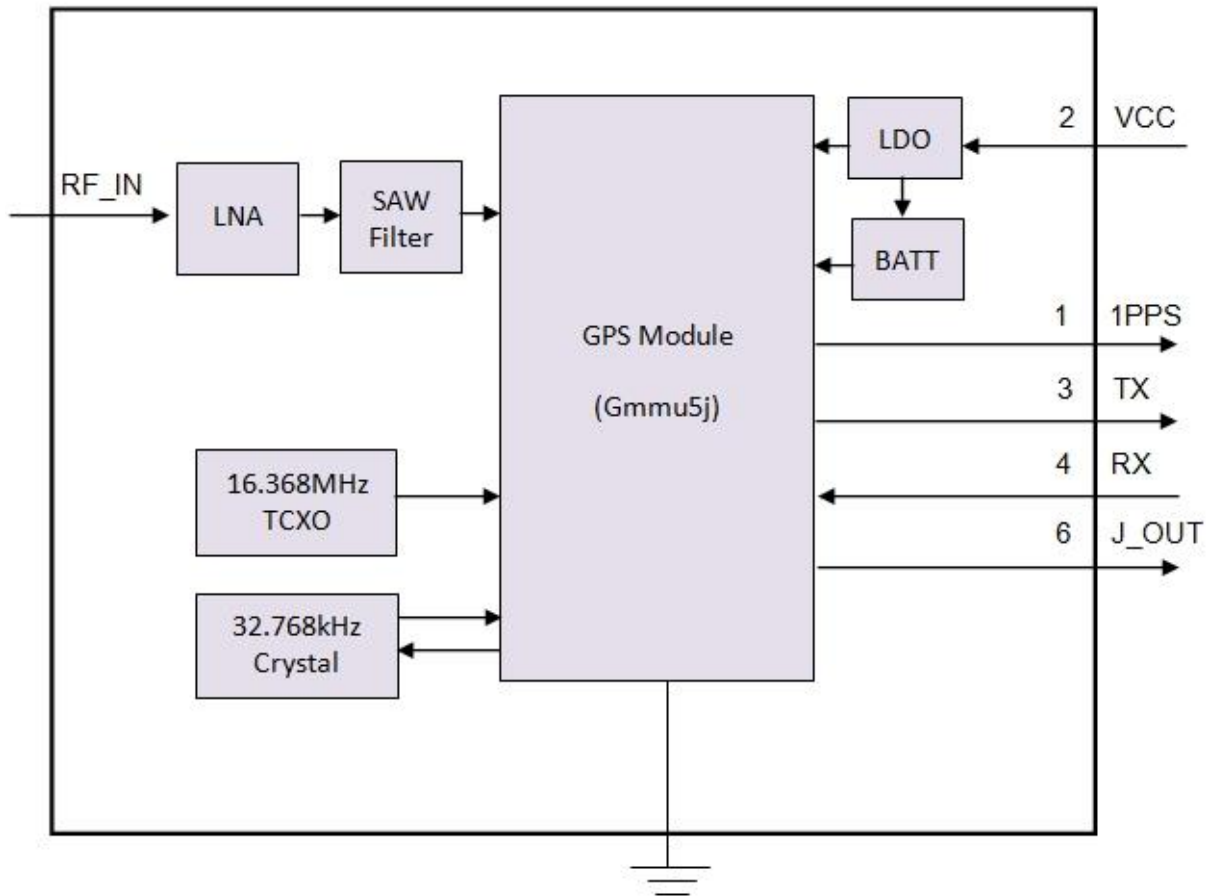 RF_IN
LNA
SAW
Filter
GPS Module
(Gmmu5j)
16.368MHz
TCXO
32.768kHz
Crystal
LDO
BATT
2 VCC
1 1PPS
3 TX
4 RX
6 J_OUT